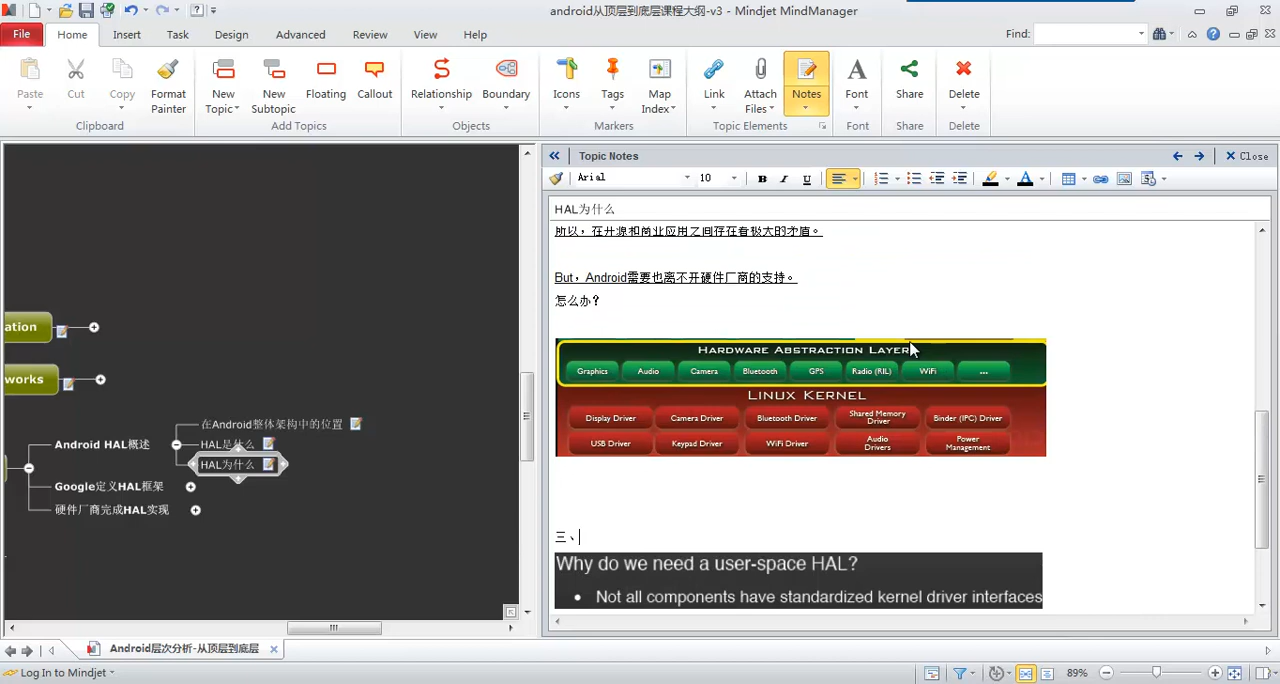 android从顶层到底层课程大纲-v3 - Mindjet MindManager
File Home Insert Task Design Advanced Review View Help Find:
Paste Cut Copy Format Painter
New Topic New Subtopic Floating Callout
Relationship Boundary
Icons Tags Map Index
Link Attach Files Notes
Font Share Delete
Clipboard Add Topics Objects Markers Topic Elements Font Share Delete
Topic Notes Close
Arial 10 B I U
HAL为什么
所以，在开源和商业应用之间存在着极大的矛盾。
But，Android需要也离不开硬件厂商的支持。
怎么办？
HARDWARE ABSTRACTION LAYER
Graphics Audio Camera Bluetooth GPS Radio (RIL) WiFi ...
LINUX KERNEL
Display Driver Camera Driver Bluetooth Driver Shared Memory Driver Binder (IPC) Driver
USB Driver Keypad Driver WiFi Driver Audio Drivers Power Management
三、
Why do we need a user-space HAL?
• Not all components have standardized kernel driver interfaces
ation
works
Android HAL概述
在Android整体架构中的位置
HAL是什么
HAL为什么
Google定义HAL框架
硬件厂商完成HAL实现
Android层次分析-从顶层到底层
Log In to Mindjet
89%